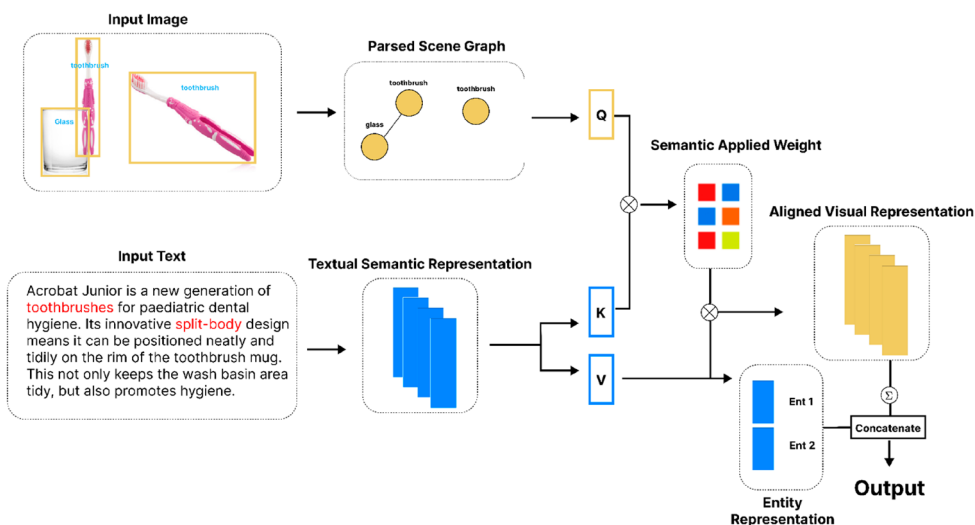 Input Image
toothbrush
toothbrush
Glass
Parsed Scene Graph
toothbrush
toothbrush
glass
Q
Semantic Applied Weight
Aligned Visual Representation
Input Text
Acrobat Junior is a new generation of
toothbrushes for paediatric dental
hygiene. Its innovative split-body design
means it can be positioned neatly and
tidily on the rim of the toothbrush mug.
This not only keeps the wash basin area
tidy, but also promotes hygiene.
Textual Semantic Representation
K
V
Ent 1
Ent 2
Entity
Representation
Σ
Concatenate
Output